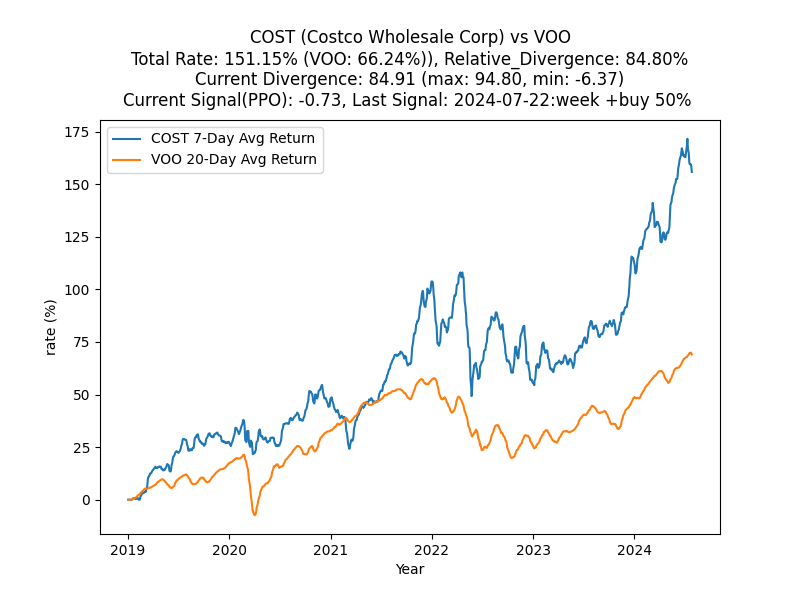 COST (Costco Wholesale Corp) vs VOO
Total Rate: 151.15% (VOO: 66.24%)), Relative_Divergence: 84.80%
Current Divergence: 84.91 (max: 94.80, min: -6.37)
Current Signal(PPO): -0.73, Last Signal: 2024-07-22:week +buy 50%
COST 7-Day Avg Return
VOO 20-Day Avg Return
175
150
125
100
75
50
25
0
rate (%)
2019
2020
2021
2022
2023
2024
Year